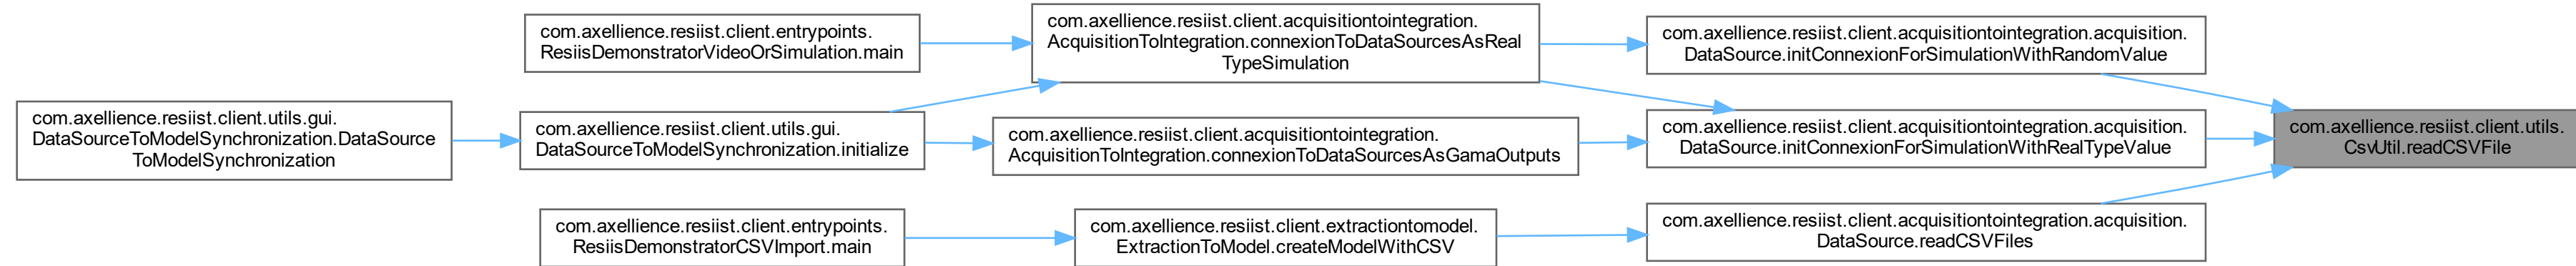 com.axellience.resiist.client.entrypoints.
ResiisDemonstratorVideoOrSimulation.main
com.axellience.resiist.client.acquisitiontointegration.
AcquisitionToIntegration.connexionToDataSourcesAsReal
TypeSimulation
com.axellience.resiist.client.acquisitiontointegration.acquisition.
DataSource.initConnexionForSimulationWithRandomValue
com.axellience.resiist.client.utils.gui.
DataSourceToModelSynchronization.DataSource
ToModelSynchronization
com.axellience.resiist.client.utils.gui.
DataSourceToModelSynchronization.initialize
com.axellience.resiist.client.acquisitiontointegration.
AcquisitionToIntegration.connexionToDataSourcesAsGamaOutputs
com.axellience.resiist.client.acquisitiontointegration.acquisition.
DataSource.initConnexionForSimulationWithRealTypeValue
com.axellience.resiist.client.utils.
CsvUtil.readCSVFile
com.axellience.resiist.client.entrypoints.
ResiisDemonstratorCSVImport.main
com.axellience.resiist.client.extractiontomodel.
ExtractionToModel.createModelWithCSV
com.axellience.resiist.client.acquisitiontointegration.acquisition.
DataSource.readCSVFiles